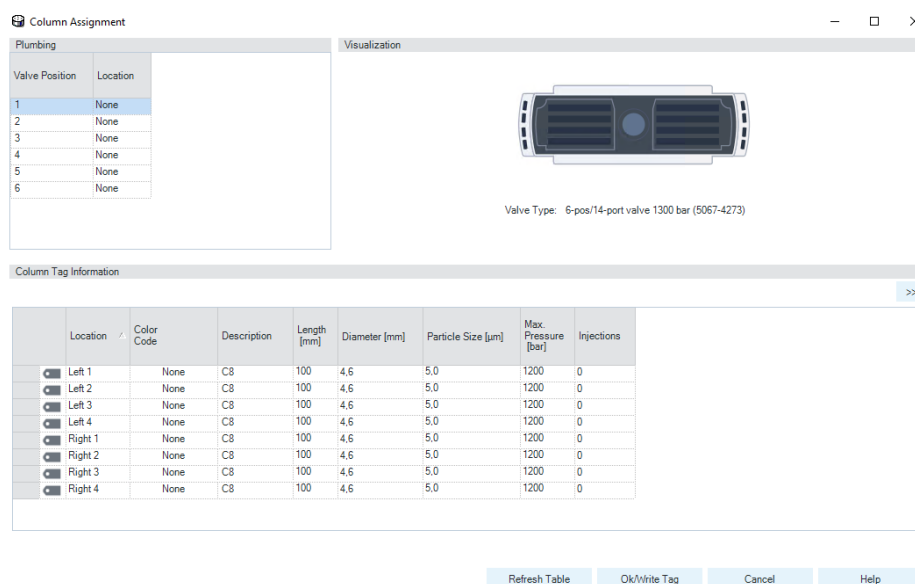 Column Assignment
Plumbing
Visualization
Valve Position Location
1 None
2 None
3 None
4 None
5 None
6 None
Valve Type: 6-pos/14-port valve 1300 bar (5067-4273)
Column Tag Information
>>
Location Color Code Description Length [mm] Diameter [mm] Particle Size [µm] Max. Pressure [bar] Injections
Left 1 None C8 100 4,6 5,0 1200 0
Left 2 None C8 100 4,6 5,0 1200 0
Left 3 None C8 100 4,6 5,0 1200 0
Left 4 None C8 100 4,6 5,0 1200 0
Right 1 None C8 100 4,6 5,0 1200 0
Right 2 None C8 100 4,6 5,0 1200 0
Right 3 None C8 100 4,6 5,0 1200 0
Right 4 None C8 100 4,6 5,0 1200 0
Refresh Table Ok/Write Tag Cancel Help